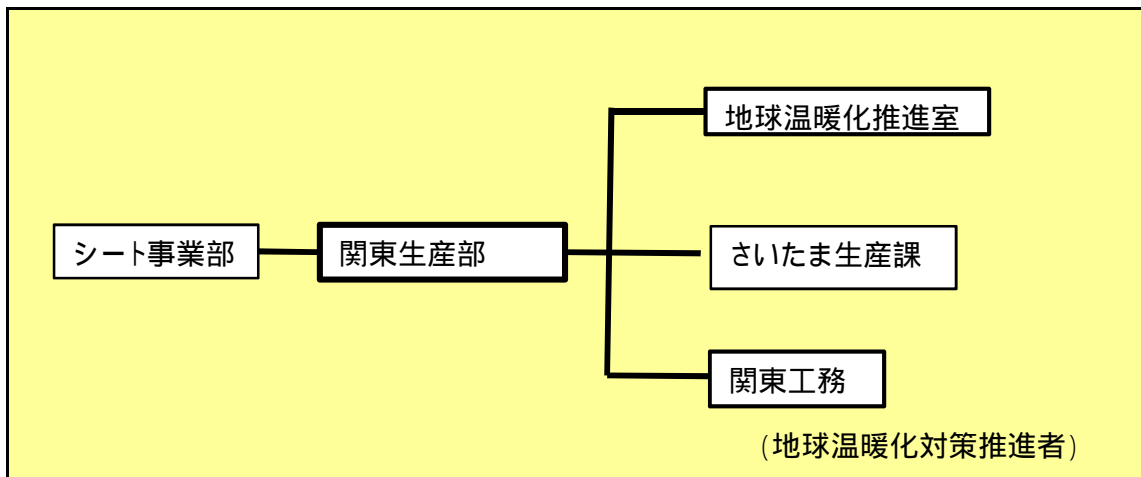 地球温暖化推進室
シート事業部
関東生産部
さいたま生産課
関東工務
(地球温暖化対策推進者)